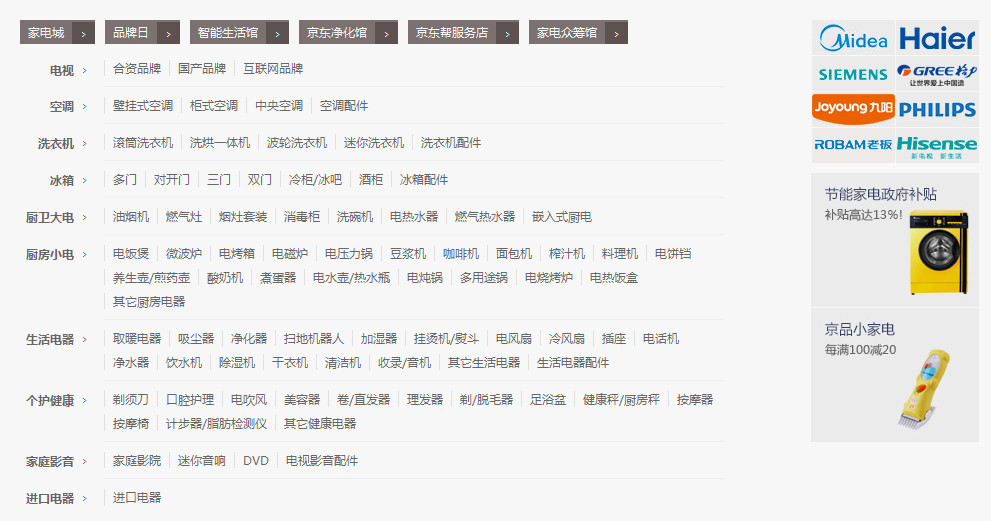 家电城 > 品牌日 > 智能生活馆 > 京东净化馆 > 京东帮服务店 > 家电众筹馆 >
电视 > 合资品牌 国产品牌 互联网品牌
空调 > 壁挂式空调 柜式空调 中央空调 空调配件
洗衣机 > 滚筒洗衣机 洗烘一体机 波轮洗衣机 迷你洗衣机 洗衣机配件
冰箱 > 多门 对开门 三门 双门 冷柜/冰吧 酒柜 冰箱配件
厨卫大电 > 油烟机 燃气灶 烟灶套装 消毒柜 洗碗机 电热水器 燃气热水器 嵌入式厨电
厨房小电 > 电饭煲 微波炉 电烤箱 电磁炉 电压力锅 豆浆机 咖啡机 面包机 榨汁机 料理机 电饼铛
养生壶/煎药壶 酸奶机 煮蛋器 电水壶/热水瓶 电炖锅 多用途锅 电烧烤炉 电热饭盒
其它厨房电器
生活电器 > 取暖电器 吸尘器 净化器 扫地机器人 加湿器 挂烫机/熨斗 电风扇 冷风扇 插座 电话机
净水器 饮水机 除湿机 干衣机 清洁机 收录/音机 其它生活电器 生活电器配件
个护健康 > 剃须刀 口腔护理 电吹风 美容器 卷/直发器 理发器 剃/脱毛器 足浴盆 健康秤/厨房秤 按摩器
按摩椅 计步器/脂肪检测仪 其它健康电器
家庭影音 > 家庭影院 迷你音响 DVD 电视影音配件
进口电器 > 进口电器
Midea Haier
SIEMENS GREE格力
让世界爱上中国造
Joyoung九阳 PHILIPS
ROBAM老板 Hisense
新电视 新生活
节能家电政府补贴
补贴高达13%!
京品小家电
每满100减20